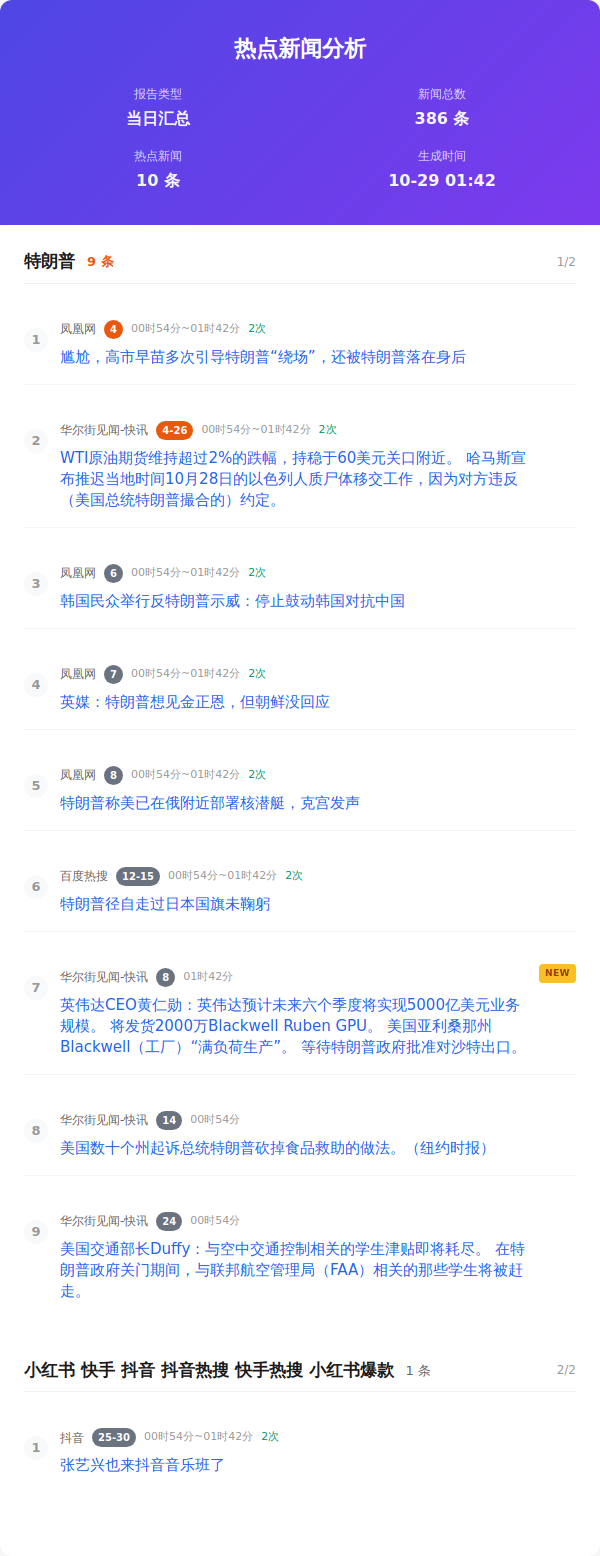 热点新闻分析
报告类型
新闻总数
当日汇总
386 条
热点新闻
生成时间
10 条
10-29 01:42
特朗普 9 条 1/2
1 凤凰网 4 00时54分~01时42分 2次
尴尬，高市早苗多次引导特朗普“绕场”，还被特朗普落在身后
2 华尔街见闻-快讯 4-26 00时54分~01时42分 2次
WTI原油期货维持超过2%的跌幅，持稳于60美元关口附近。 哈马斯宣
布推迟当地时间10月28日的以色列人质尸体移交工作，因为对方违反
（美国总统特朗普撮合的）约定。
3 凤凰网 6 00时54分~01时42分 2次
韩国民众举行反特朗普示威：停止鼓动韩国对抗中国
4 凤凰网 7 00时54分~01时42分 2次
英媒：特朗普想见金正恩，但朝鲜没回应
5 凤凰网 8 00时54分~01时42分 2次
特朗普称美已在俄附近部署核潜艇，克宫发声
6 百度热搜 12-15 00时54分~01时42分 2次
特朗普径自走过日本国旗未鞠躬
7 华尔街见闻-快讯 8 01时42分 NEW
英伟达CEO黄仁勋：英伟达预计未来六个季度将实现5000亿美元业务
规模。 将发货2000万Blackwell Ruben GPU。 美国亚利桑那州
Blackwell（工厂）“满负荷生产”。 等待特朗普政府批准对沙特出口。
8 华尔街见闻-快讯 14 00时54分
美国数十个州起诉总统特朗普砍掉食品救助的做法。（纽约时报）
9 华尔街见闻-快讯 24 00时54分
美国交通部长Duffy：与空中交通控制相关的学生津贴即将耗尽。 在特
朗普政府关门期间，与联邦航空管理局（FAA）相关的那些学生将被赶
走。
小红书 快手 抖音 抖音热搜 快手热搜 小红书爆款 1 条 2/2
1 抖音 25-30 00时54分~01时42分 2次
张艺兴也来抖音音乐班了